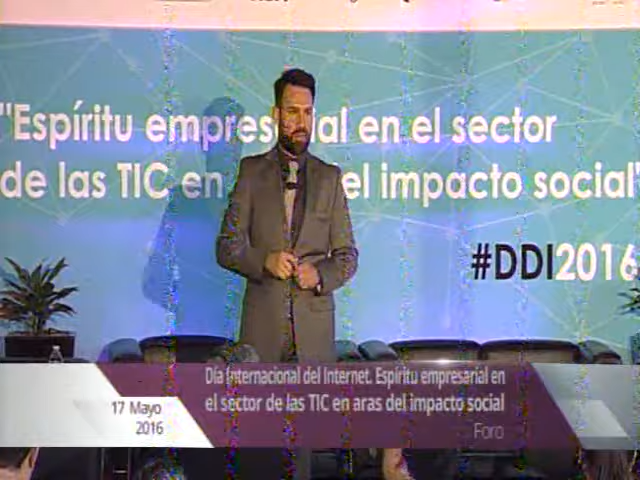 "Espíritu empresarial en el sector
de las TIC en el impacto social"
#DDI2016
Día Internacional del Internet. Espíritu empresarial en
el sector de las TIC en aras del impacto social
Foro
17 Mayo
2016